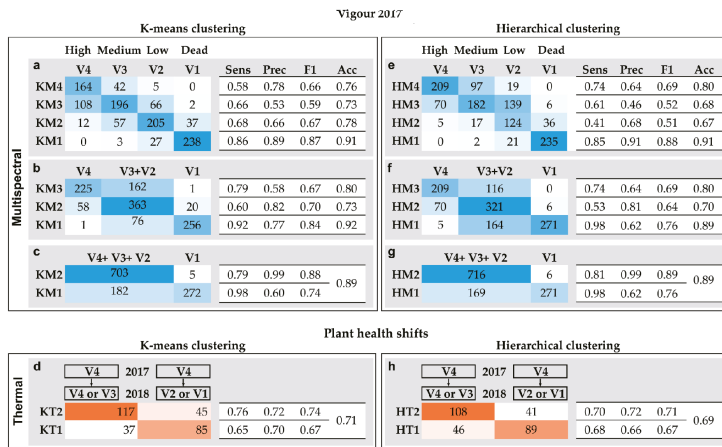 Vigour 2017
K-means clustering Hierarchical clustering
High Medium Low Dead High Medium Low Dead
a V4 V3 V2 V1 Sens Prec F1 Acc e V4 V3 V2 V1 Sens Prec F1 Acc
KM4 164 42 5 0 0.58 0.78 0.66 0.76 HM4 209 97 19 0 0.74 0.64 0.69 0.80
KM3 108 196 66 2 0.66 0.53 0.59 0.73 HM3 70 182 139 6 0.61 0.46 0.52 0.68
KM2 12 57 205 37 0.68 0.66 0.67 0.78 HM2 5 17 124 36 0.41 0.68 0.51 0.67
KM1 0 3 27 238 0.86 0.89 0.87 0.91 HM1 0 2 21 235 0.85 0.91 0.88 0.91
Multispectral
b V4 V3+V2 V1 f V4 V3+V2 V1
KM3 225 162 1 0.79 0.58 0.67 0.80 HM3 209 116 0 0.74 0.64 0.69 0.80
KM2 58 363 20 0.60 0.82 0.70 0.73 HM2 70 321 6 0.53 0.81 0.64 0.70
KM1 1 76 256 0.92 0.77 0.84 0.92 HM1 5 164 271 0.98 0.62 0.76 0.89
c V4+ V3+ V2 V1 g V4+ V3+ V2 V1
KM2 703 5 0.79 0.99 0.88 0.89 HM2 716 6 0.81 0.99 0.89 0.89
KM1 182 272 0.98 0.60 0.74 HM1 169 271 0.98 0.62 0.76
Plant health shifts
K-means clustering Hierarchical clustering
Thermal
d V4 2017 V4 h V4 2017 V4
V4 or V3 2018 V2 or V1 V4 or V3 2018 V2 or V1
KT2 117 45 0.76 0.72 0.74 0.71 HT2 108 41 0.70 0.72 0.71 0.69
KT1 37 85 0.65 0.70 0.67 HT1 46 89 0.68 0.66 0.67